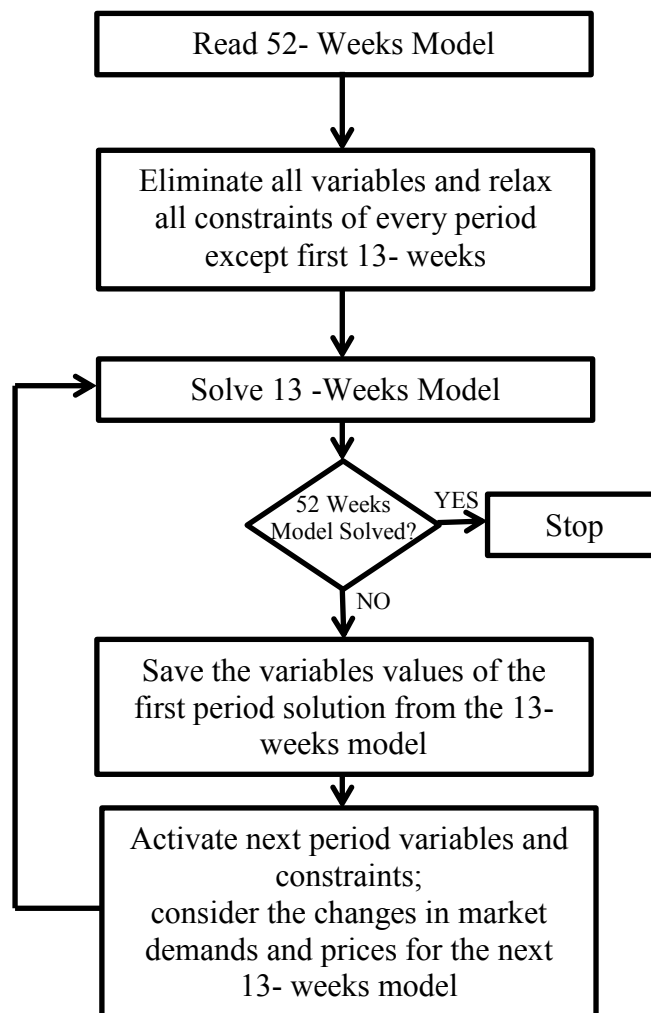 Read 52- Weeks Model
Eliminate all variables and relax
all constraints of every period
except first 13- weeks
Solve 13 -Weeks Model
52 Weeks
Model Solved?
YES
Stop
NO
Save the variables values of the
first period solution from the 13-
weeks model
Activate next period variables and
constraints;
consider the changes in market
demands and prices for the next
13- weeks model